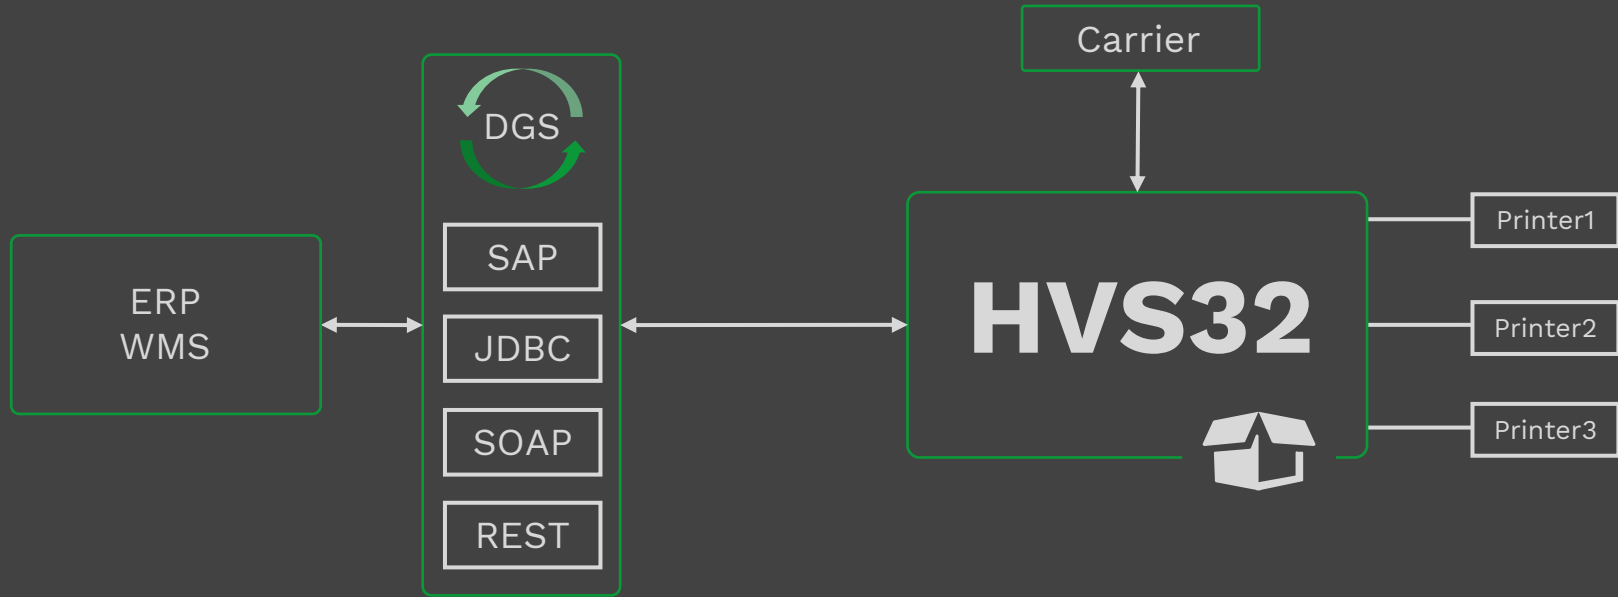 Carrier
DGS
SAP
JDBC
SOAP
REST
ERP
WMS
HVS32
Printer1
Printer2
Printer3